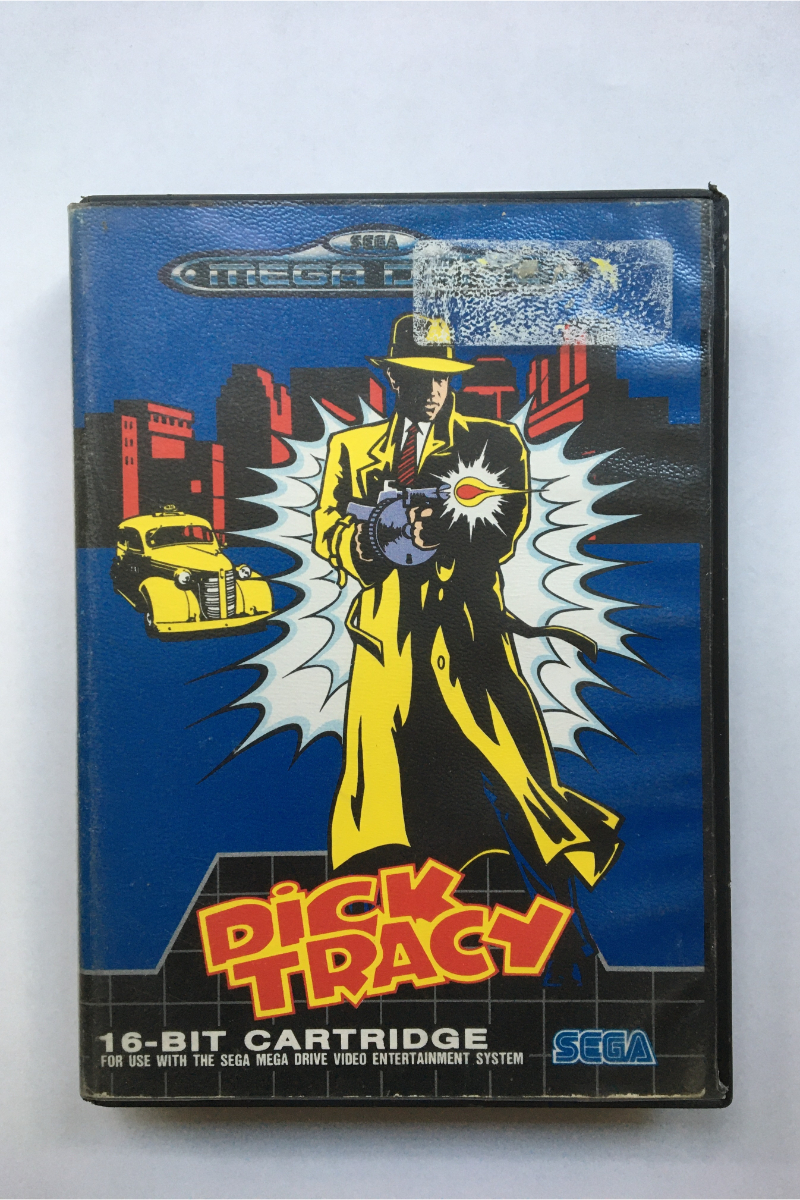 SEGA
MEGA D
DiCK
TRACY
16-BIT CARTRIDGE
FOR USE WITH THE SEGA MEGA DRIVE VIDEO ENTERTAINMENT SYSTEM
SEGA